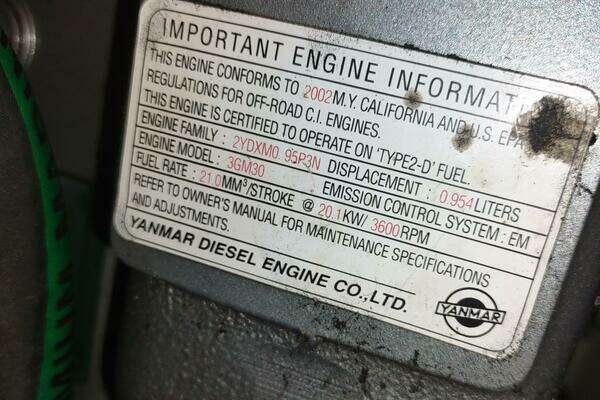 IMPORTANT ENGINE INFORMATI
THIS ENGINE CONFORMS TO 2002 M.Y. CALIFORNIA AND U.S. EPA
REGULATIONS FOR OFF-ROAD C.I. ENGINES.
THIS ENGINE IS CERTIFIED TO OPERATE ON 'TYPE2-D' FUEL.
ENGINE FAMILY : 2YDXM0 95P3N DISPLACEMENT : 0.954 LITERS
ENGINE MODEL : 3GM30 EMISSION CONTROL SYSTEM : EM
FUEL RATE : 21.0 MM³/STROKE @ 20.1 KW/ 3600 RPM
REFER TO OWNER'S MANUAL FOR MAINTENANCE SPECIFICATIONS
AND ADJUSTMENTS.
YANMAR DIESEL ENGINE CO.,LTD.
YANMAR